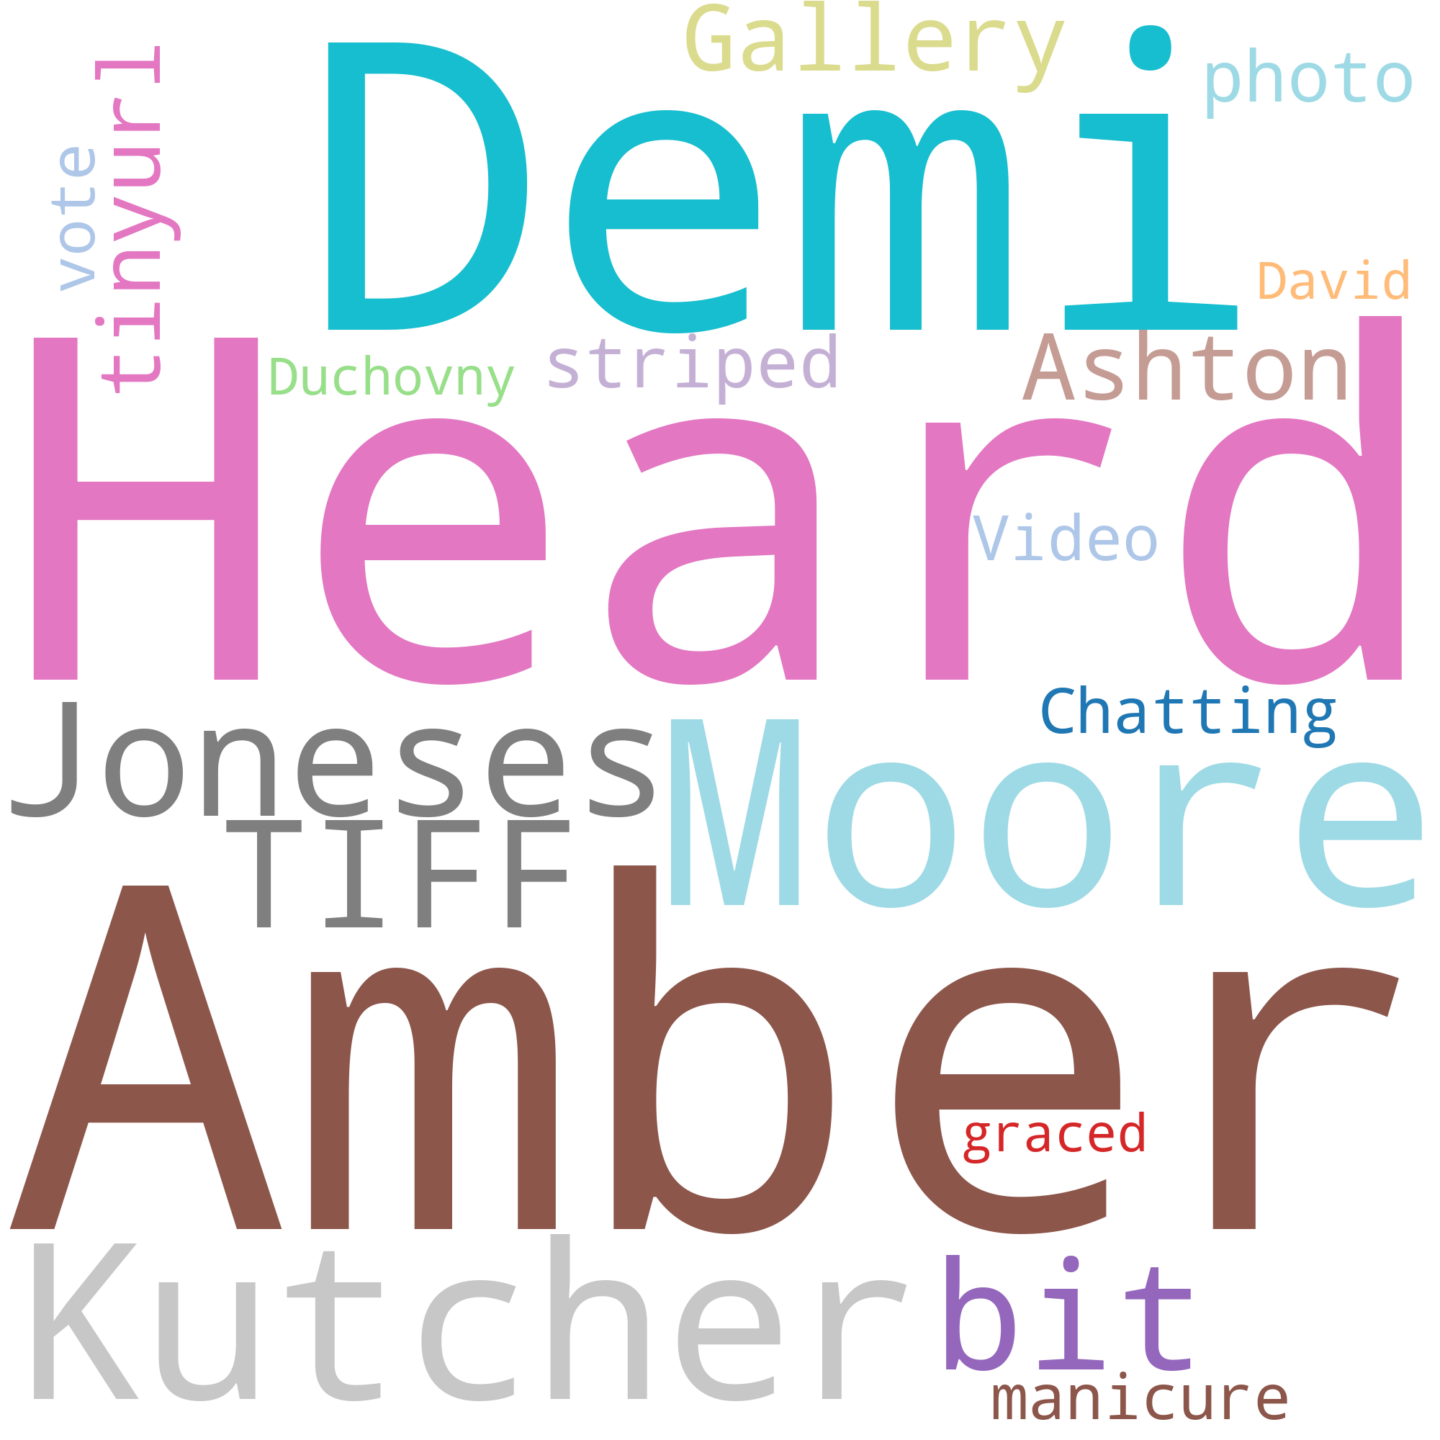 Gallery
Demi
photo
tinyurl
vote
David
Duchovny
striped
Ashton
Heard
Video
Chatting
Joneses
Moore
TIFF
Amber
graced
Kutcher
bit
manicure